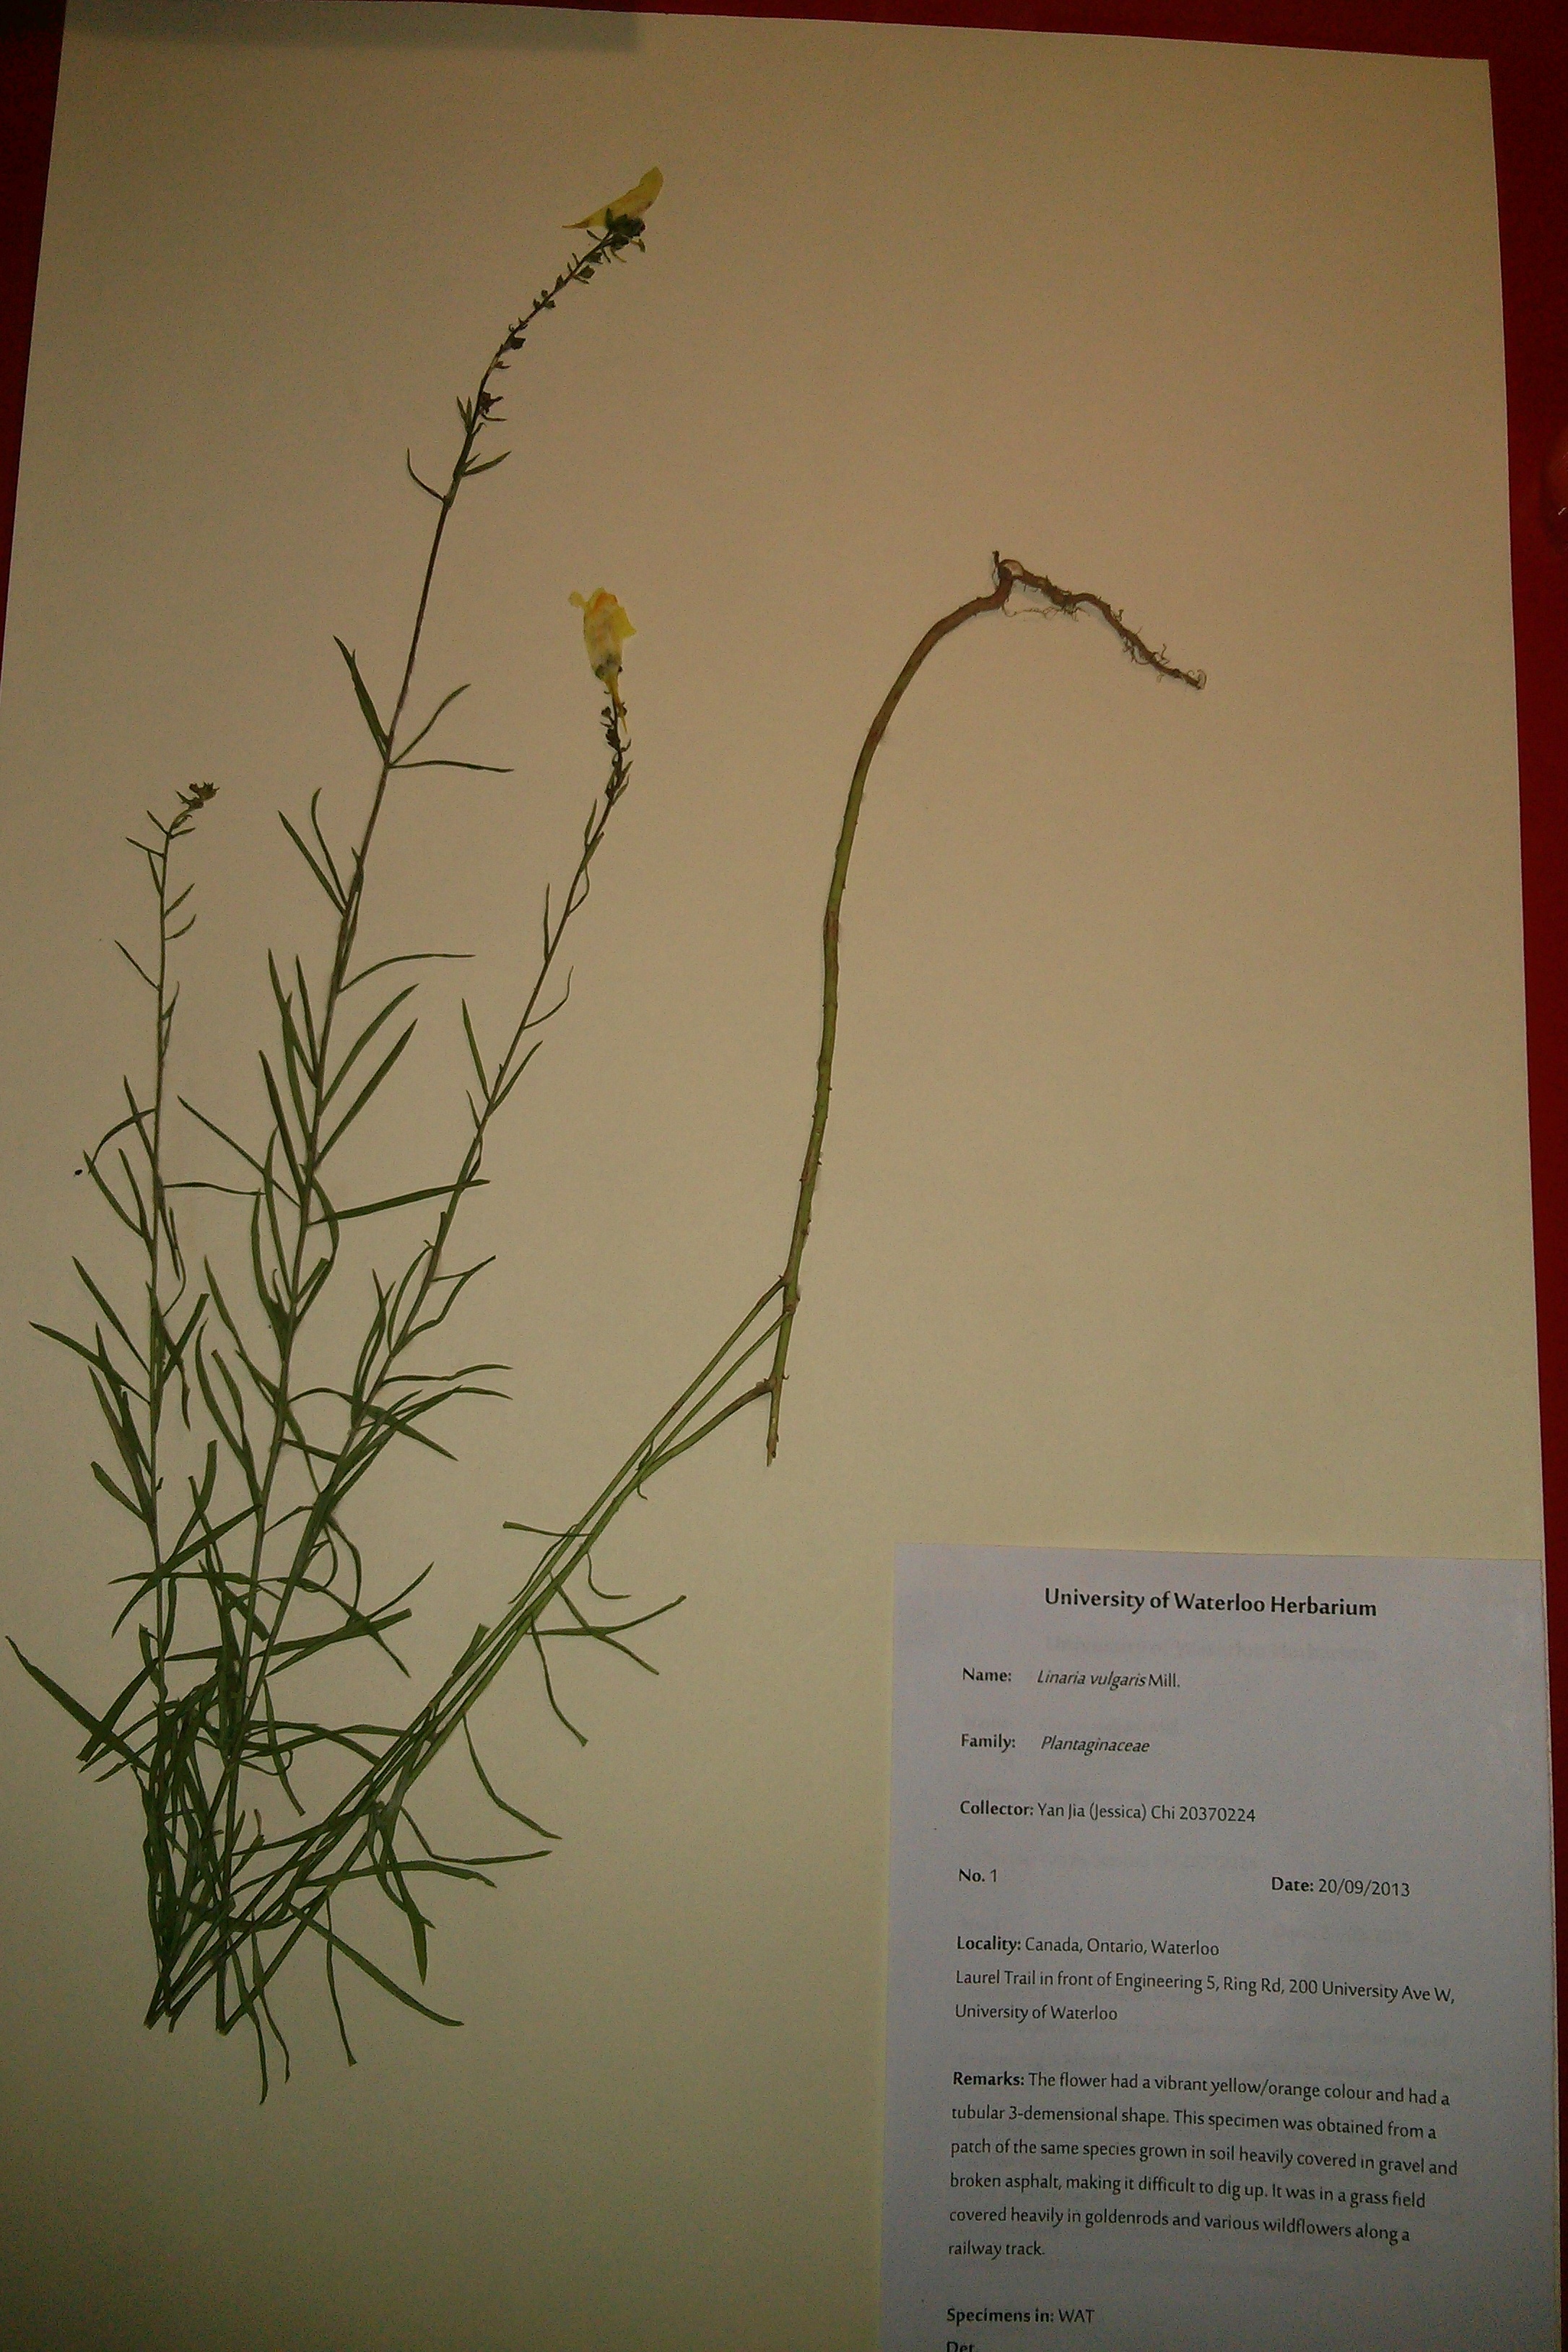 University of Waterloo Herbarium
Name: Linaria vulgaris Mill.
Family: Plantaginaceae
Collector: Yan Jia (Jessica) Chi 20370224
No. 1 Date: 20/09/2013
Locality: Canada, Ontario, Waterloo
Laurel Trail in front of Engineering 5, Ring Rd, 200 University Ave W,
University of Waterloo
Remarks: The flower had a vibrant yellow/orange colour and had a
tubular 3-demensional shape. This specimen was obtained from a
patch of the same species grown in soil heavily covered in gravel and
broken asphalt, making it difficult to dig up. It was in a grass field
covered heavily in goldenrods and various wildflowers along a
railway track.
Specimens in: WAT
Det.